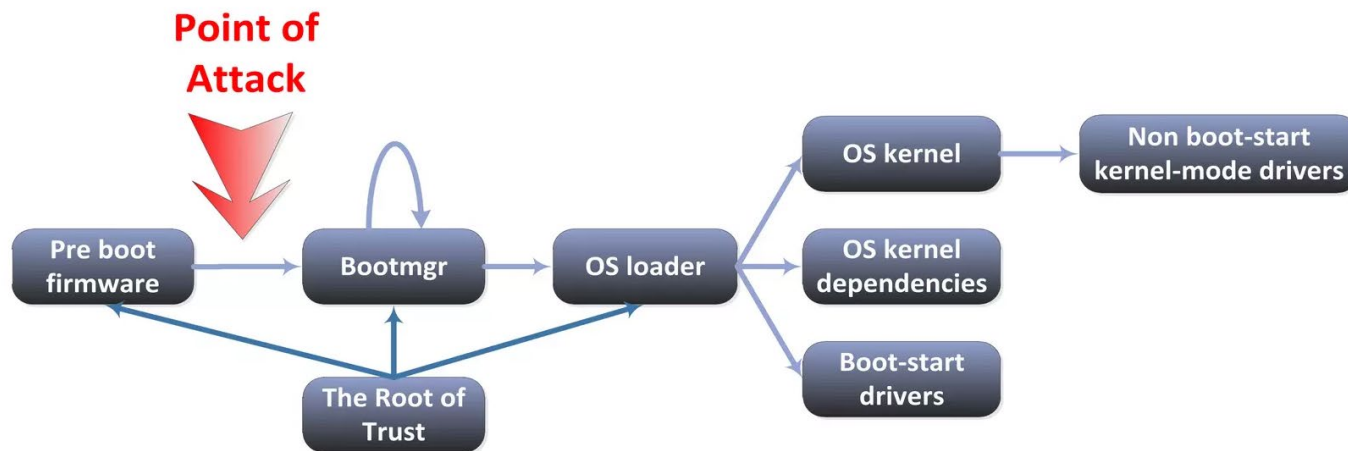 Point of
Attack
Pre boot
firmware
Bootmgr
OS loader
OS kernel
Non boot-start
kernel-mode drivers
OS kernel
dependencies
Boot-start
drivers
The Root of
Trust